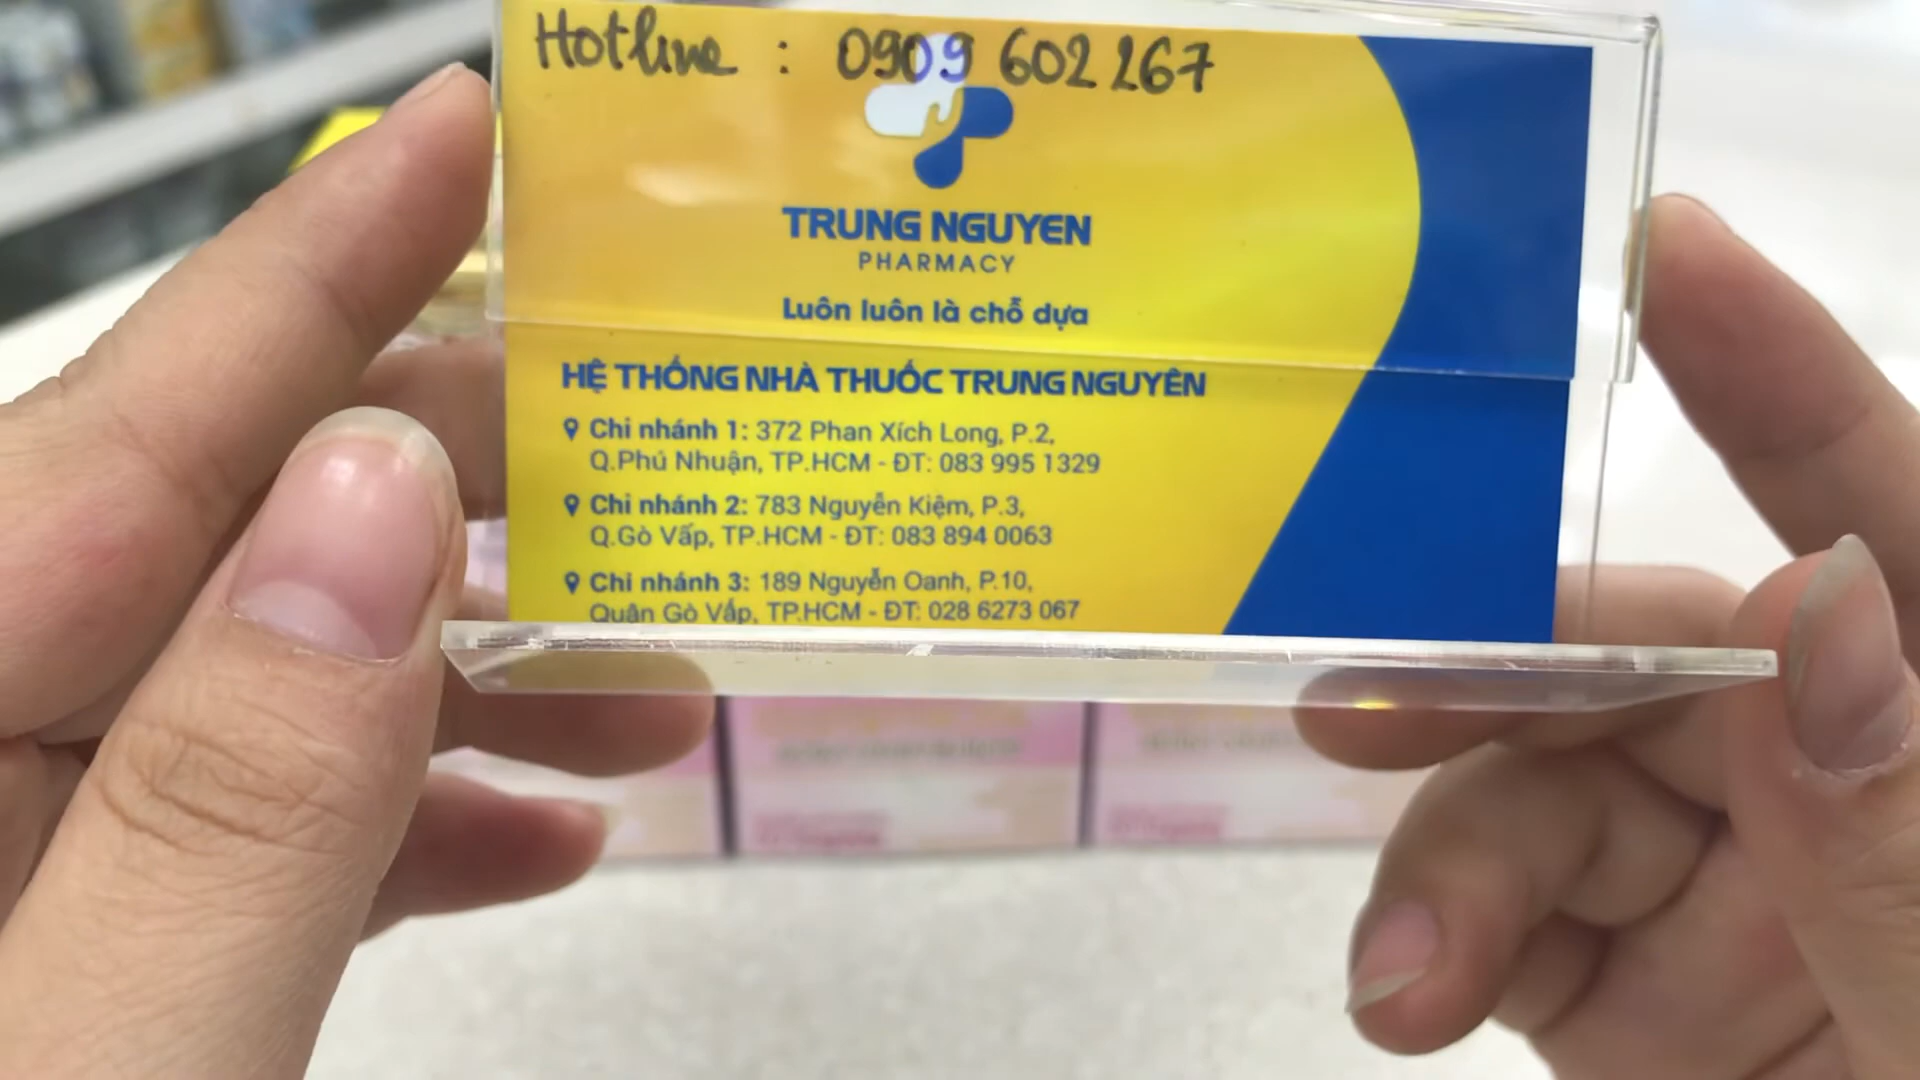 Hotline : 0909 602 267
TRUNG NGUYEN
PHARMACY
Luôn luôn là chỗ dựa
HỆ THỐNG NHÀ THUỐC TRUNG NGUYÊN
Chi nhánh 1: 372 Phan Xích Long, P.2,
Q.Phú Nhuận, TP.HCM - ĐT: 083 995 1329
Chi nhánh 2: 783 Nguyễn Kiệm, P.3,
Q.Gò Vấp, TP.HCM - ĐT: 083 894 0063
Chi nhánh 3: 189 Nguyễn Oanh, P.10,
Quận Gò Vấp, TP.HCM - ĐT: 028 6273 067